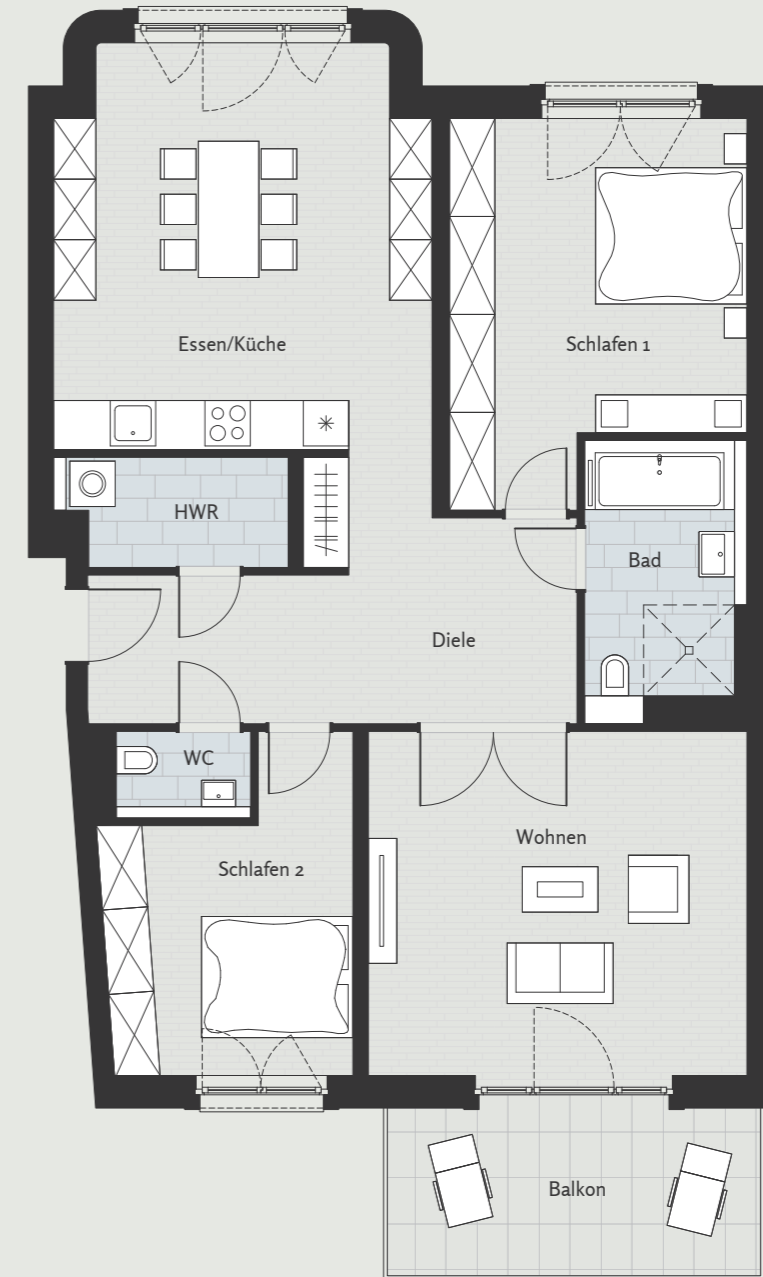 Essen/Küche
Schlafen 1
HWR
Bad
Diele
WC
Wohnen
Schlafen 2
Balkon